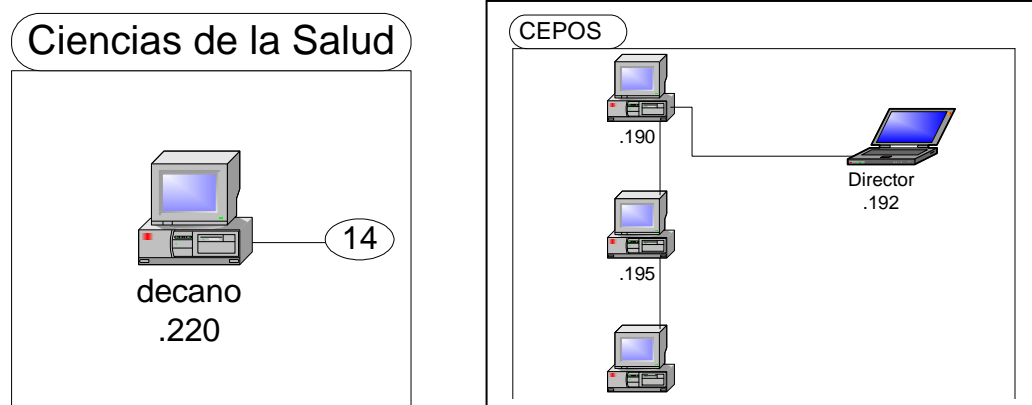 Ciencias de la Salud
14
decano
.220
CEPOS
.190
Director
.192
.195